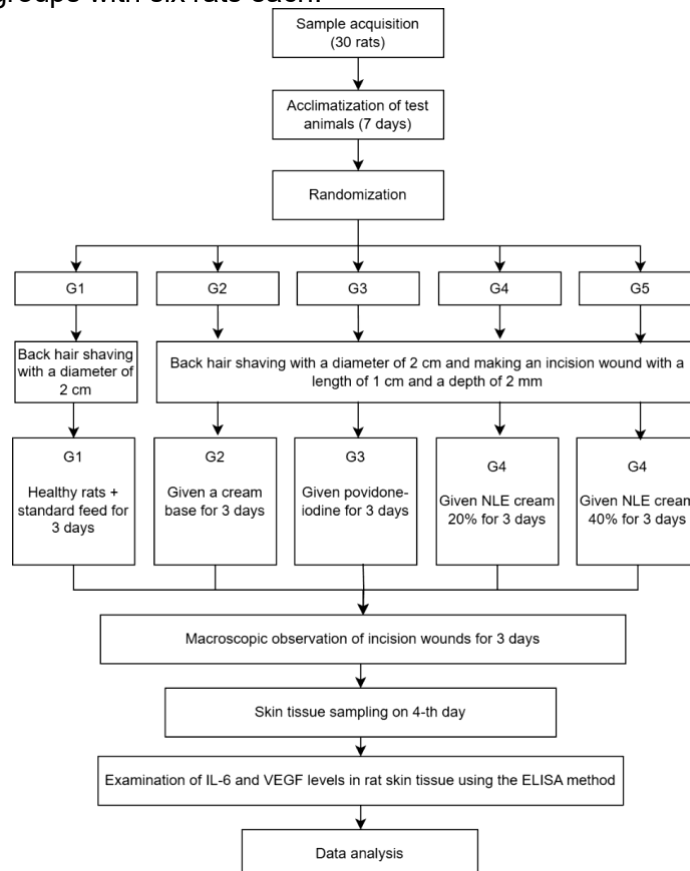 groups with six rats each.
Sample acquisition
(30 rats)
Acclimatization of test
animals (7 days)
Randomization
G1
G2
G3
G4
G5
Back hair shaving
with a diameter of
2 cm
Back hair shaving with a diameter of 2 cm and making an incision wound with a
length of 1 cm and a depth of 2 mm
G1
Healthy rats +
standard feed for
3 days
G2
Given a cream
base for 3 days
G3
Given povidone-
iodine for 3 days
G4
Given NLE cream
20% for 3 days
G4
Given NLE cream
40% for 3 days
Macroscopic observation of incision wounds for 3 days
Skin tissue sampling on 4-th day
Examination of IL-6 and VEGF levels in rat skin tissue using the ELISA method
Data analysis